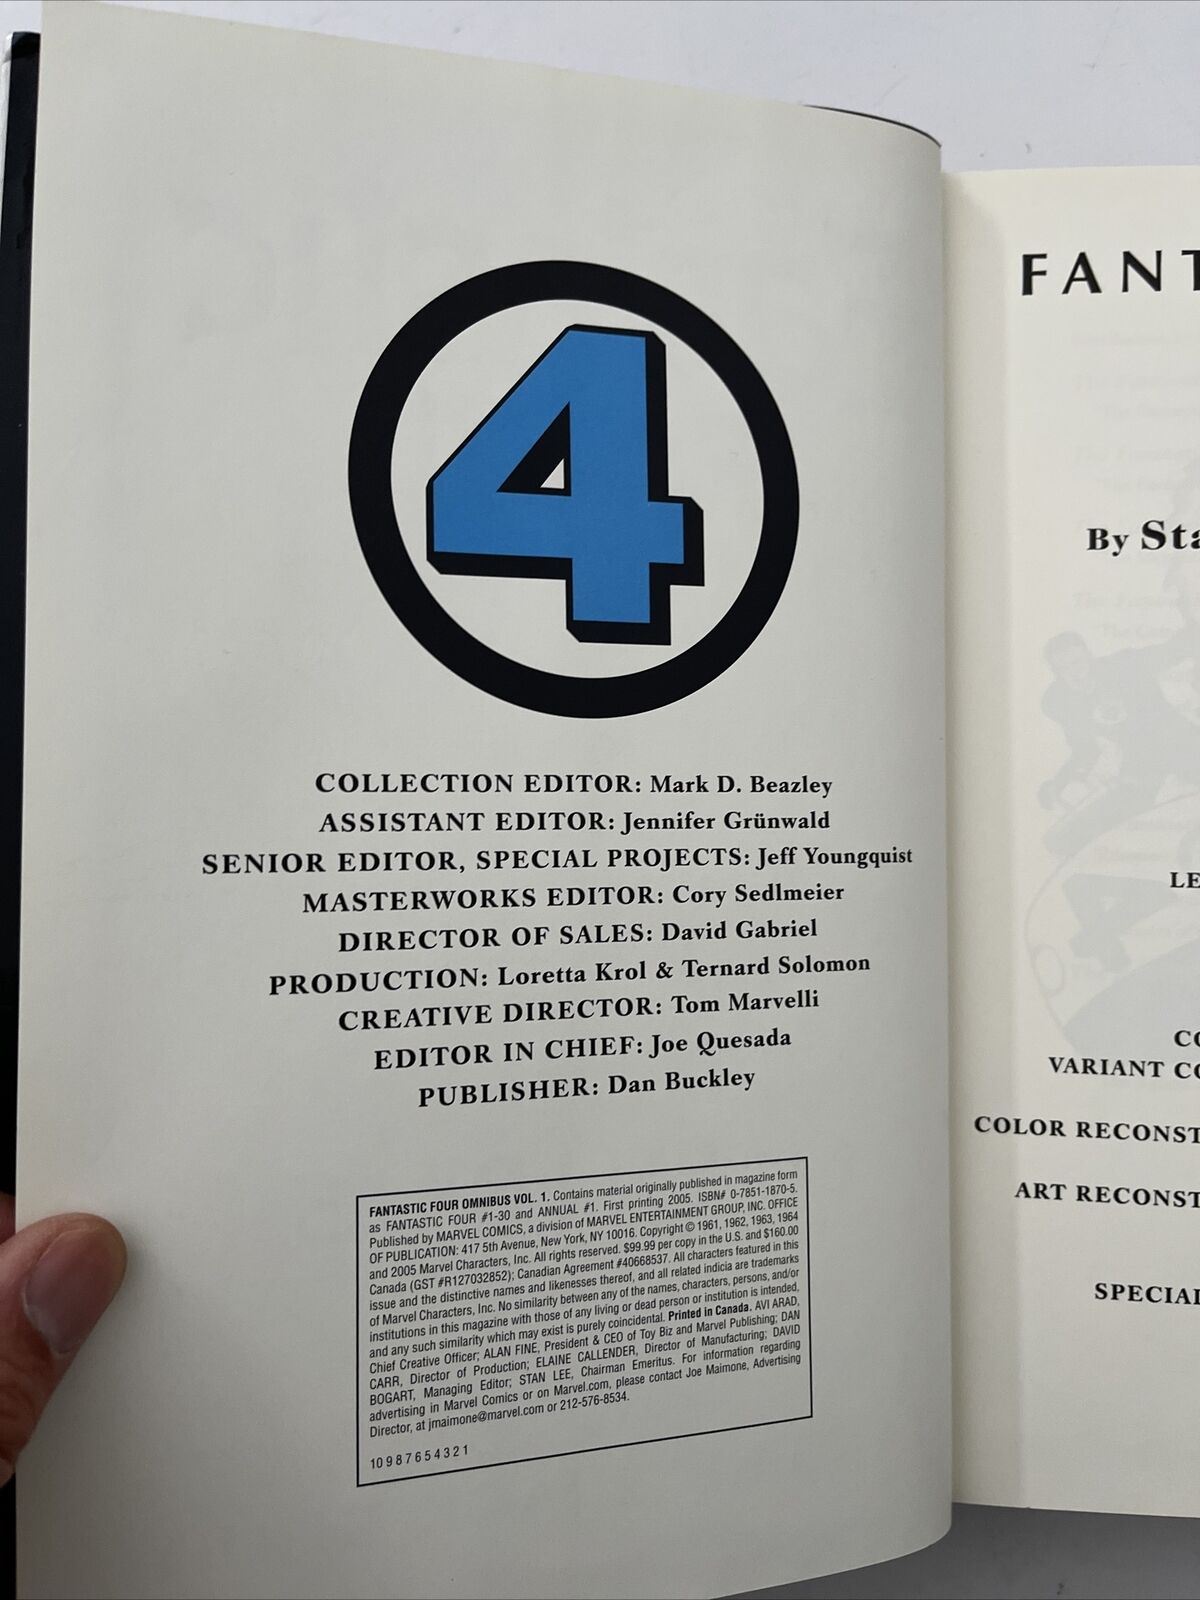 4
COLLECTION EDITOR: Mark D. Beazley
ASSISTANT EDITOR: Jennifer Grünwald
SENIOR EDITOR, SPECIAL PROJECTS: Jeff Youngquist
MASTERWORKS EDITOR: Cory Sedlmeier
DIRECTOR OF SALES: David Gabriel
PRODUCTION: Loretta Krol & Ternard Solomon
CREATIVE DIRECTOR: Tom Marvelli
EDITOR IN CHIEF: Joe Quesada
PUBLISHER: Dan Buckley
FANTASTIC FOUR OMNIBUS VOL. 1. Contains material originally published in magazine form
as FANTASTIC FOUR #1-30 and ANNUAL #1. First printing 2005. ISBN# 0-7851-1870-5.
Published by MARVEL COMICS, a division of MARVEL ENTERTAINMENT GROUP, INC. OFFICE
OF PUBLICATION: 417 5th Avenue, New York, NY 10016. Copyright © 1961, 1962, 1963, 1964
and 2005 Marvel Characters, Inc. All rights reserved. $99.99 per copy in the U.S. and $160.00
Canada (GST #R127032852); Canadian Agreement #40668537. All characters featured in this
issue and the distinctive names and likenesses thereof, and all related indicia are trademarks
of Marvel Characters, Inc. No similarity between any of the names, characters, persons, and/or
institutions in this magazine with those of any living or dead person or institution is intended,
and any such similarity which may exist is purely coincidental. Printed in Canada. AVI ARAD,
Chief Creative Officer; ALAN FINE, President & CEO of Toy Biz and Marvel Publishing; DAN
CARR, Director of Production; ELAINE CALLENDER, Director of Manufacturing; DAVID
BOGART, Managing Editor; STAN LEE, Chairman Emeritus. For information regarding
advertising in Marvel Comics or on Marvel.com, please contact Joe Maimone, Advertising
Director, at jmaimone@marvel.com or 212-576-8534.
10 9 8 7 6 5 4 3 2 1
FANT
By Sta
LE
CO
VARIANT CO
COLOR RECONST
ART RECONST
SPECIAL